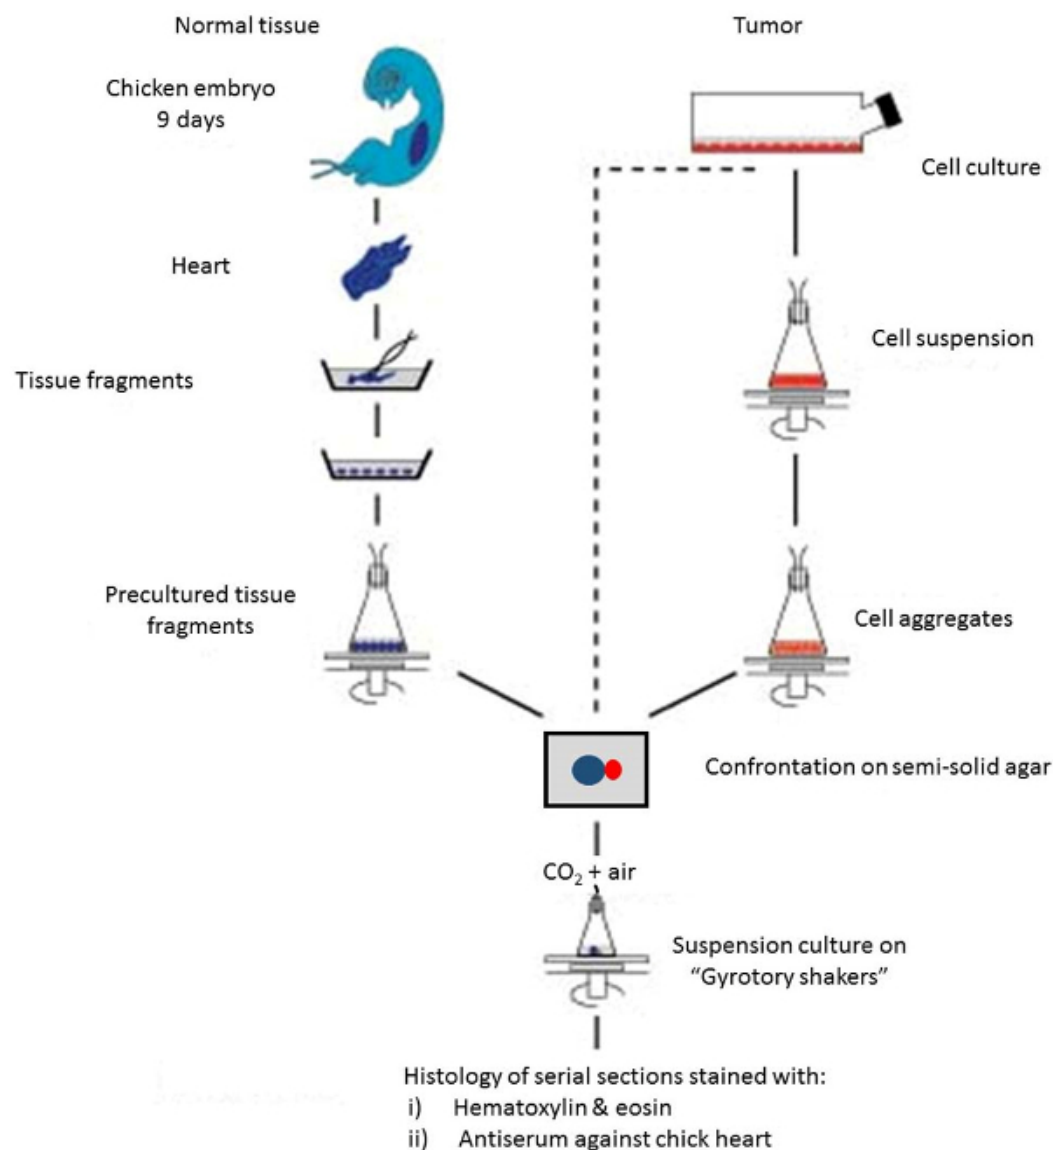 Normal tissue
Tumor
Chicken embryo
9 days
Cell culture
Heart
Cell suspension
Tissue fragments
Precultured tissue
fragments
Cell aggregates
Confrontation on semi-solid agar
CO₂ + air
Suspension culture on
“Gyrotory shakers”
Histology of serial sections stained with:
i) Hematoxylin & eosin
ii) Antiserum against chick heart